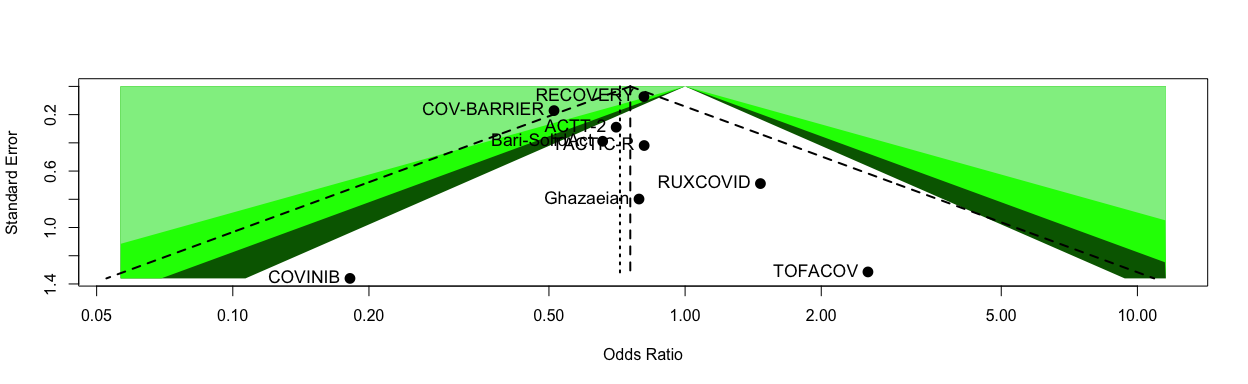 RECOVERY
COV-BARRIER
ACTT-2
Bari-SolidAct
TACTIC-R
RUXCOVID
Ghazaeian
TOFACOV
COVINIB
Standard Error
0.2
0.6
1.0
1.4
0.05 0.10 0.20 0.50 1.00 2.00 5.00 10.00
Odds Ratio